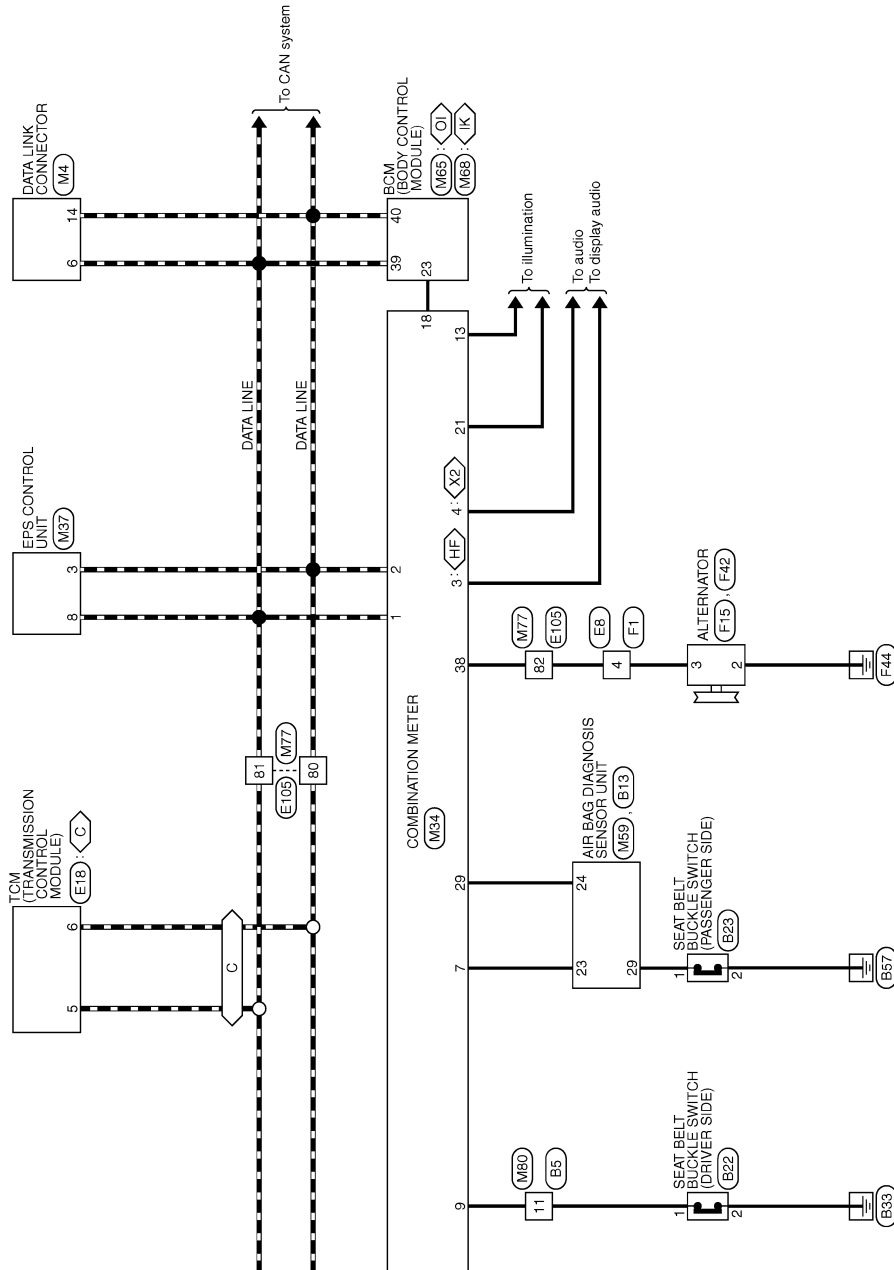 TCM
(TRANSMISSION
CONTROL
MODULE)
E18 : C
5
6
C
EPS CONTROL
UNIT
M37
8
3
DATA LINK
CONNECTOR
M4
6
14
81
80
E105
M77
DATA LINE
DATA LINE
To CAN system
BCM
(BODY CONTROL
MODULE)
M65 : OI
M68 : IK
39
40
23
18
1
2
COMBINATION METER
M34
9
7
29
38
3 : HF
4 : X2
21
13
To illumination
To audio
To display audio
11
M80
B5
SEAT BELT
BUCKLE SWITCH
(DRIVER SIDE)
B22
1
2
B33
23
24
29
AIR BAG DIAGNOSIS
SENSOR UNIT
M59 , B13
SEAT BELT
BUCKLE SWITCH
(PASSENGER SIDE)
B23
1
2
B57
82
M77
E105
4
E8
F1
ALTERNATOR
F15 , F42
3
2
F44